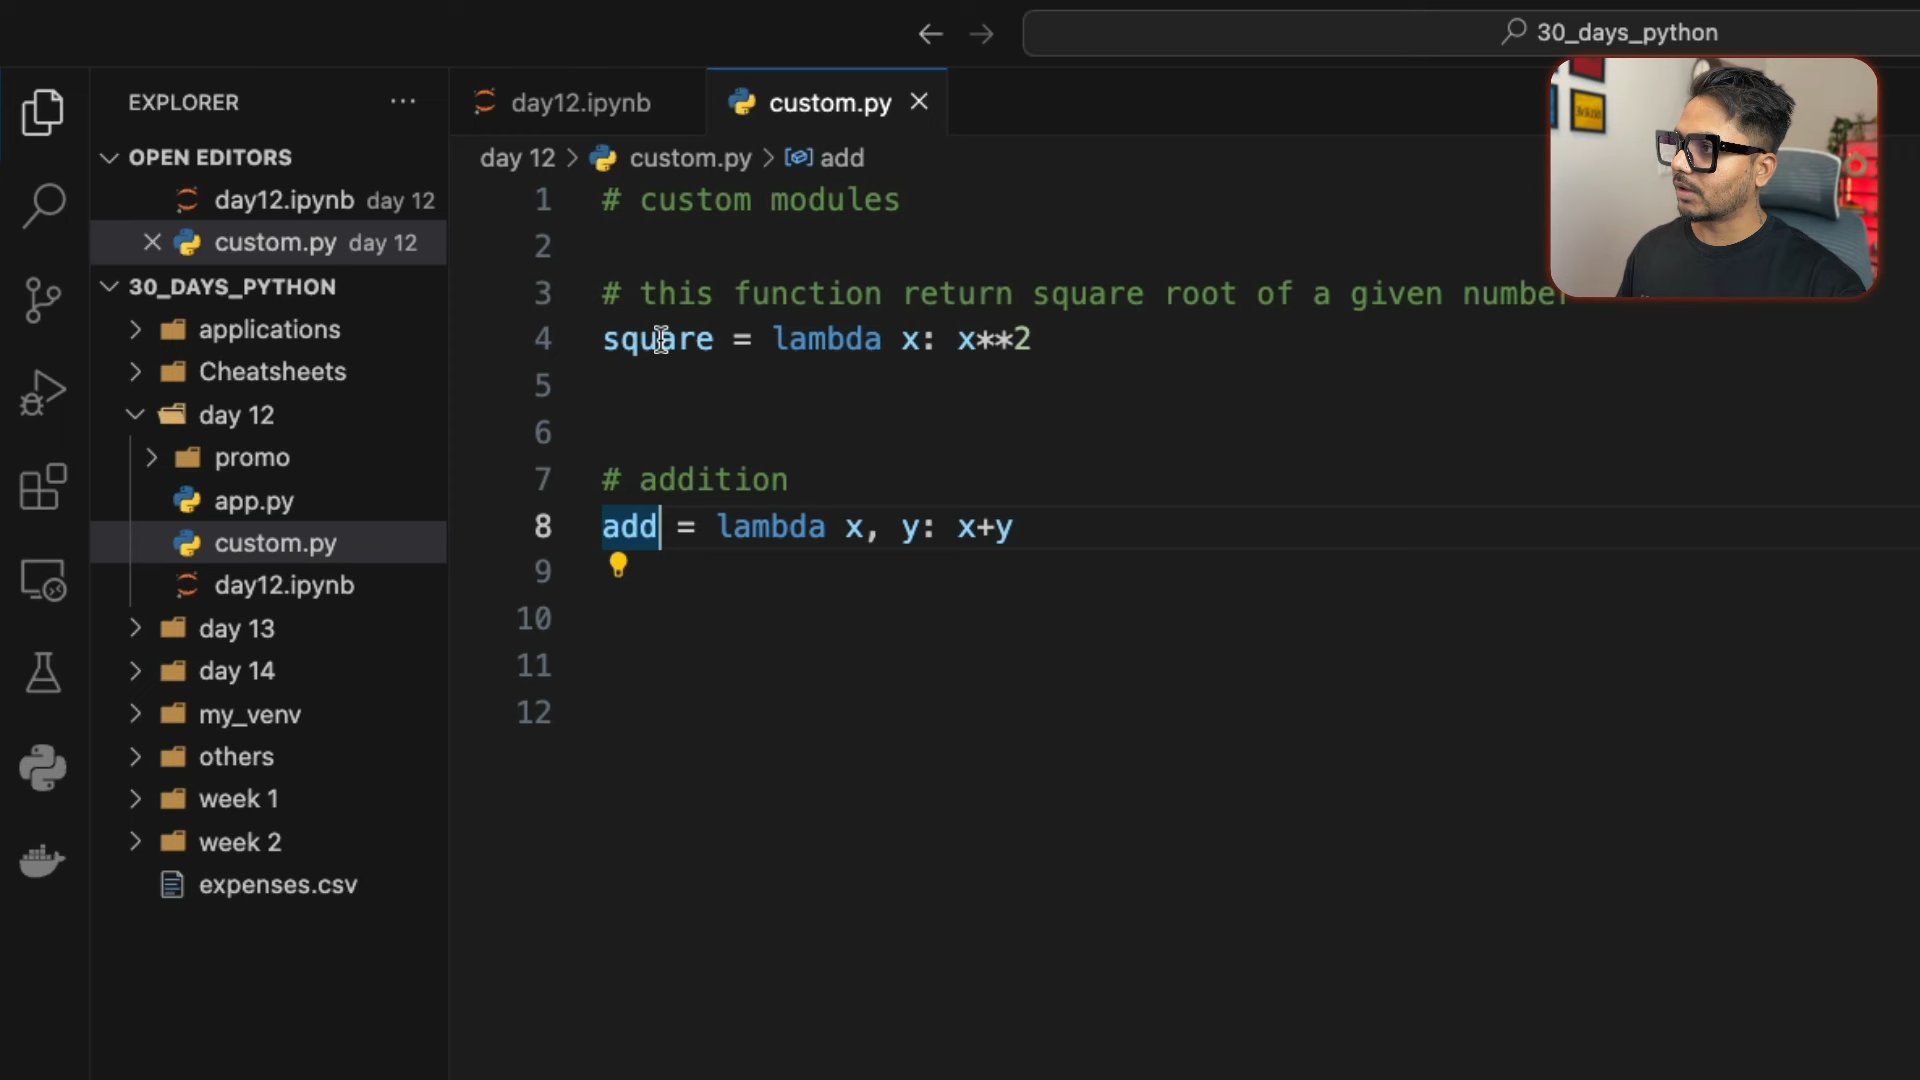 30_days_python
EXPLORER
OPEN EDITORS
day12.ipynb day 12
custom.py day 12
30_DAYS_PYTHON
applications
Cheatsheets
day 12
promo
app.py
custom.py
day12.ipynb
day 13
day 14
my_venv
others
week 1
week 2
expenses.csv
day12.ipynb
custom.py
day 12 > custom.py > add
1 # custom modules
2
3 # this function return square root of a given number
4 square = lambda x: x**2
5
6
7 # addition
8 add = lambda x, y: x+y
9
10
11
12